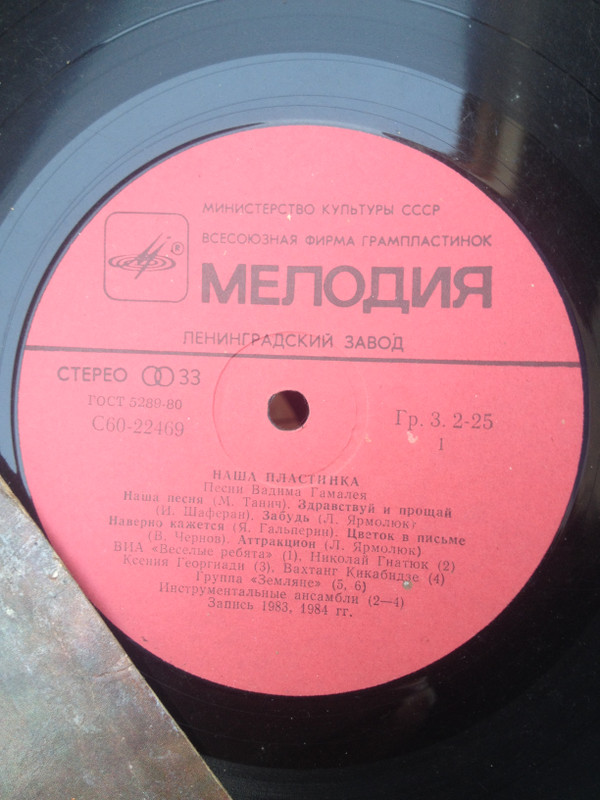 МИНИСТЕРСТВО КУЛЬТУРЫ СССР
ВСЕСОЮЗНАЯ ФИРМА ГРАМПЛАСТИНОК
®
МЕЛОДИЯ
ЛЕНИНГРАДСКИЙ ЗАВОД
СТЕРЕО 33
ГОСТ 5289-80
С60-22469
Гр. 3. 2-25
1
НАША ПЛАСТИНКА
Песни Вадима Гамалея
Наша песня (М. Танич). Здравствуй и прощай
(И. Шаферан). Забудь (Л. Ярмолюк).
Наверно кажется (Я. Гальперин). Цветок в письме
(В. Чернов). Аттракцион (Л. Ярмолюк)
ВИА «Веселые ребята» (1), Николай Гнатюк (2)
Ксения Георгиади (3). Вахтанг Кикабидзе (4)
Группа «Земляне» (5, 6)
Инструментальные ансамбли (2—4)
Запись 1983, 1984 гг.